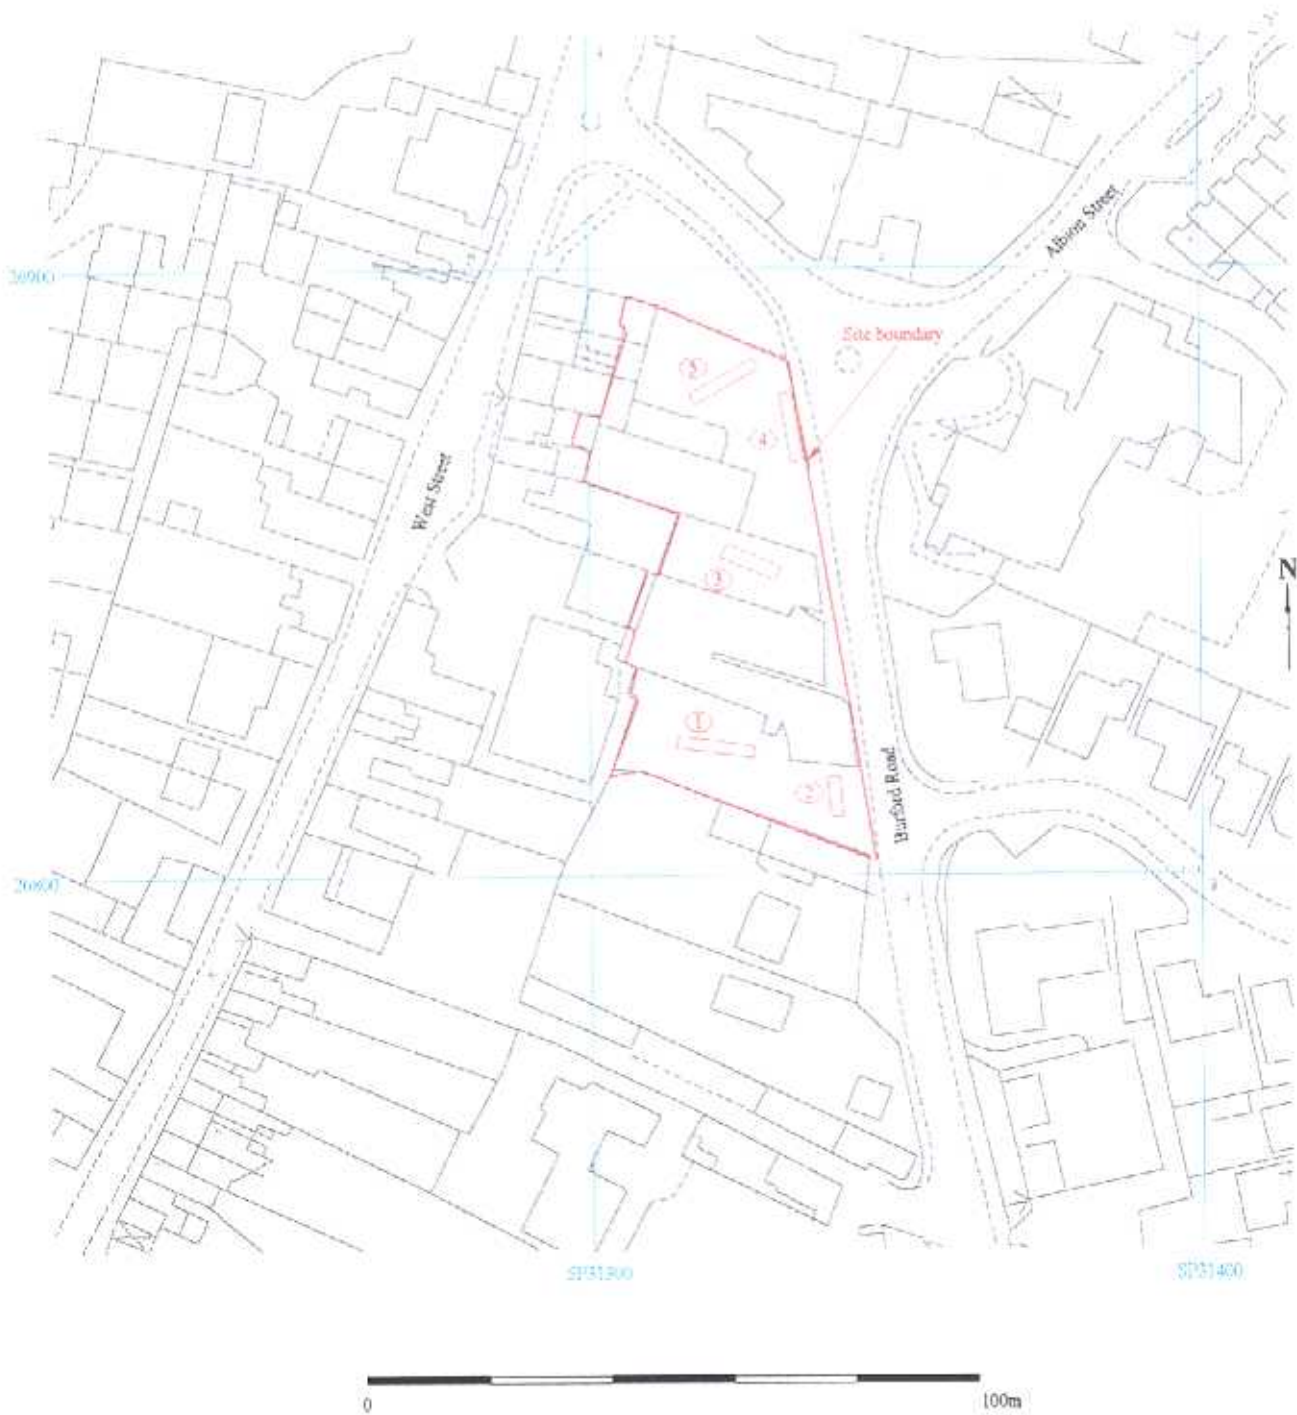 Albion Street
26900
Site boundary
5
4
West Street
N
3
1
2
Burford Road
26800
SP31300
SP31400
0
100m